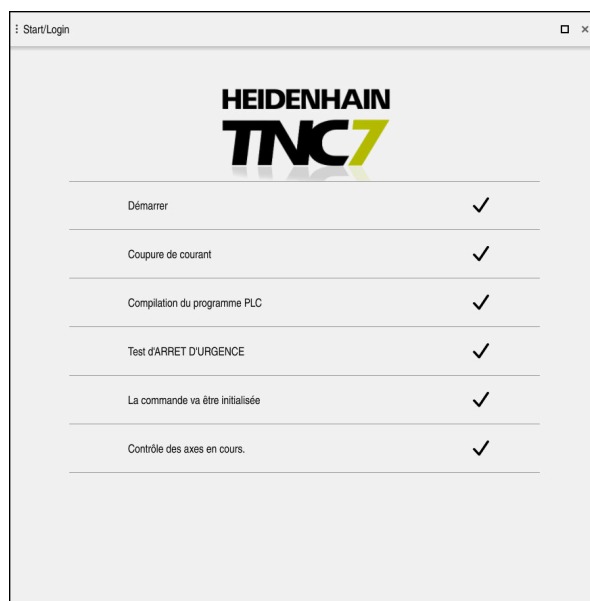 Start/Login
HEIDENHAIN
TNC7
Démarrer
Coupure de courant
Compilation du programme PLC
Test d'ARRET D'URGENCE
La commande va être initialisée
Contrôle des axes en cours.